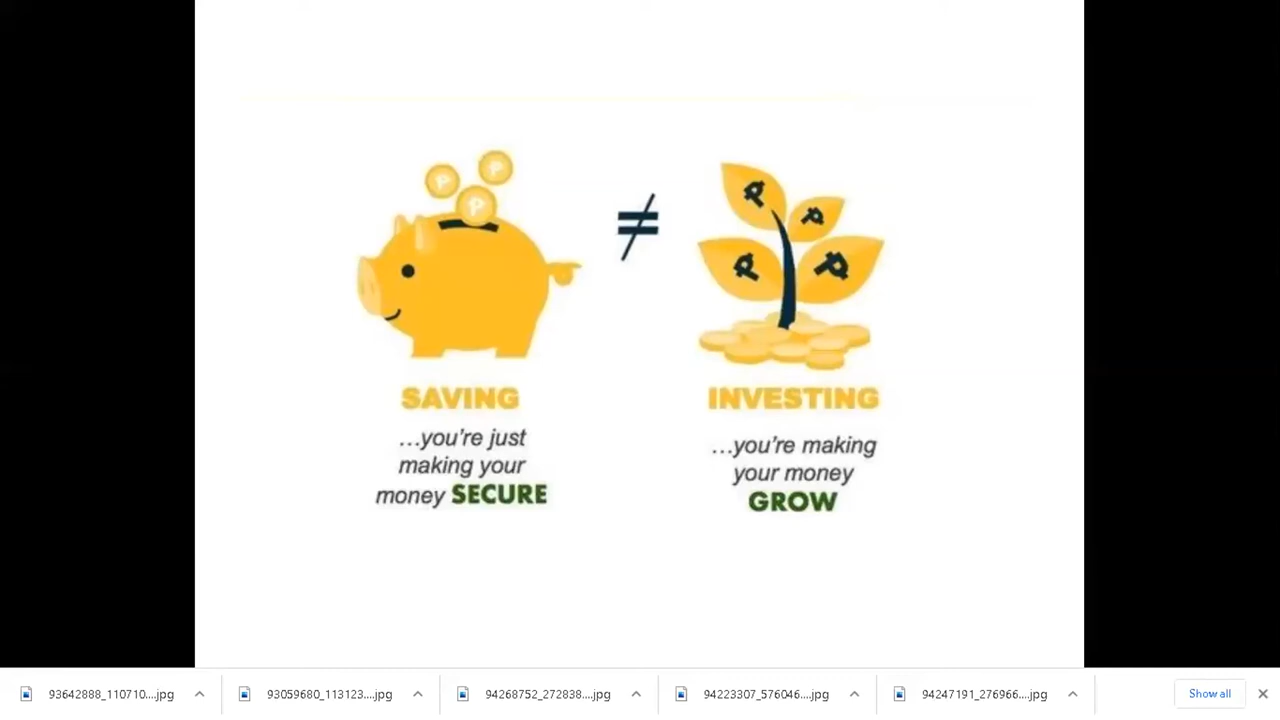 P
P
P
≠
P
P
P
P
SAVING
...you're just
making your
money SECURE
INVESTING
...you're making
your money
GROW
93642888_110710....jpg
93059680_113123....jpg
94268752_272838....jpg
94223307_576046....jpg
94247191_276966....jpg
Show all